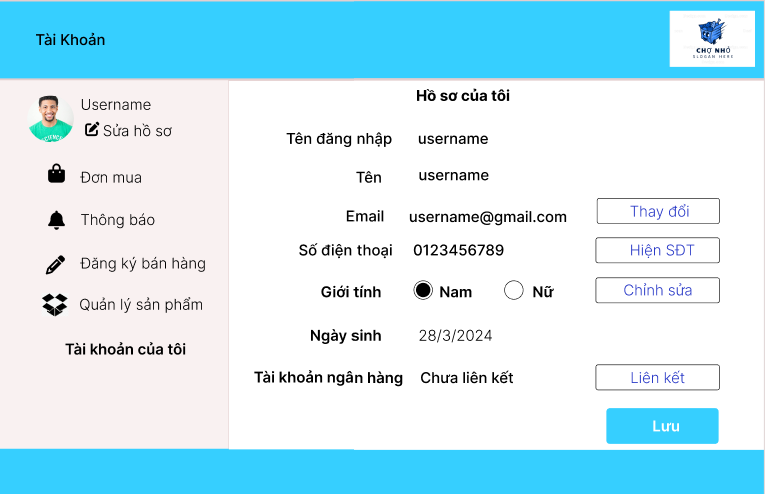 Tài Khoản
CHỢ NHỎ
SLOGAN HERE
Username
Sửa hồ sơ
Đơn mua
Thông báo
Đăng ký bán hàng
Quản lý sản phẩm
Tài khoản của tôi
Hồ sơ của tôi
Tên đăng nhập username
Tên username
Email username@gmail.com Thay đổi
Số điện thoại 0123456789 Hiện SĐT
Giới tính Nam Nữ Chỉnh sửa
Ngày sinh 28/3/2024
Tài khoản ngân hàng Chưa liên kết Liên kết
Lưu